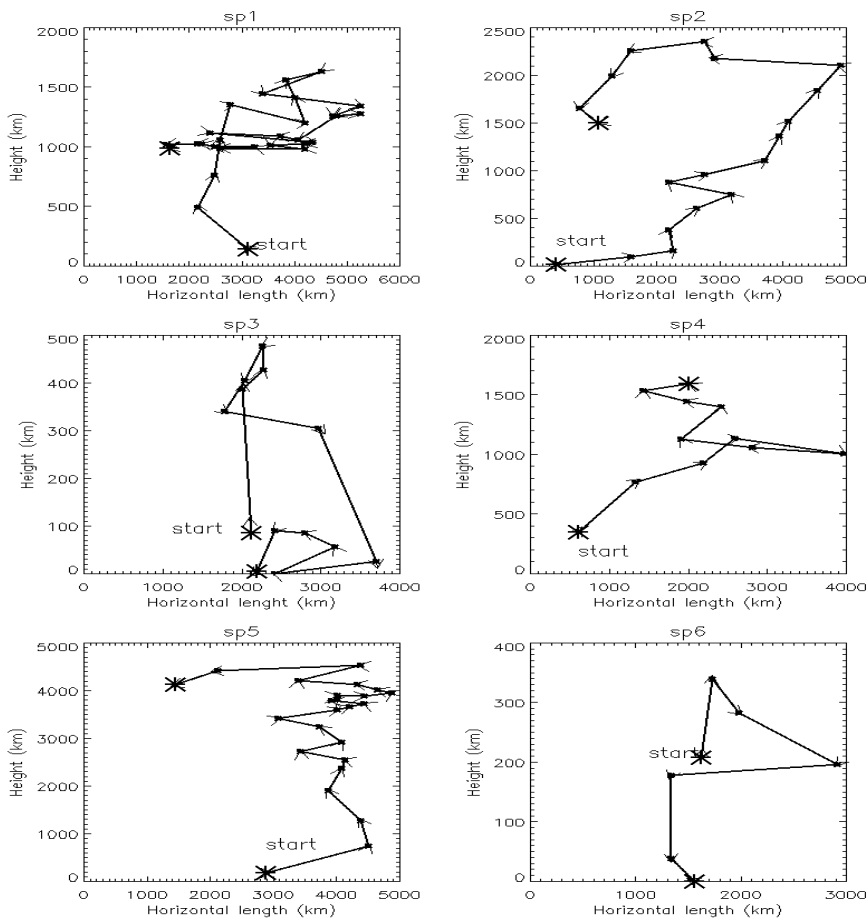 sp1
2000
1500
1000
500
0
Height (km)
start
0 1000 2000 3000 4000 5000 6000
Horizontal length (km)
sp2
2500
2000
1500
1000
500
0
Height (km)
start
0 1000 2000 3000 4000 5000
Horizontal length (km)
sp3
500
400
300
200
100
0
Height (km)
start
0 1000 2000 3000 4000
Horizontal length (km)
sp4
2000
1500
1000
500
0
Height (km)
start
0 1000 2000 3000 4000
Horizontal length (km)
sp5
5000
4000
3000
2000
1000
0
Height (km)
start
0 1000 2000 3000 4000 5000
Horizontal length (km)
sp6
400
300
200
100
0
Height (km)
start
0 1000 2000 3000
Horizontal length (km)